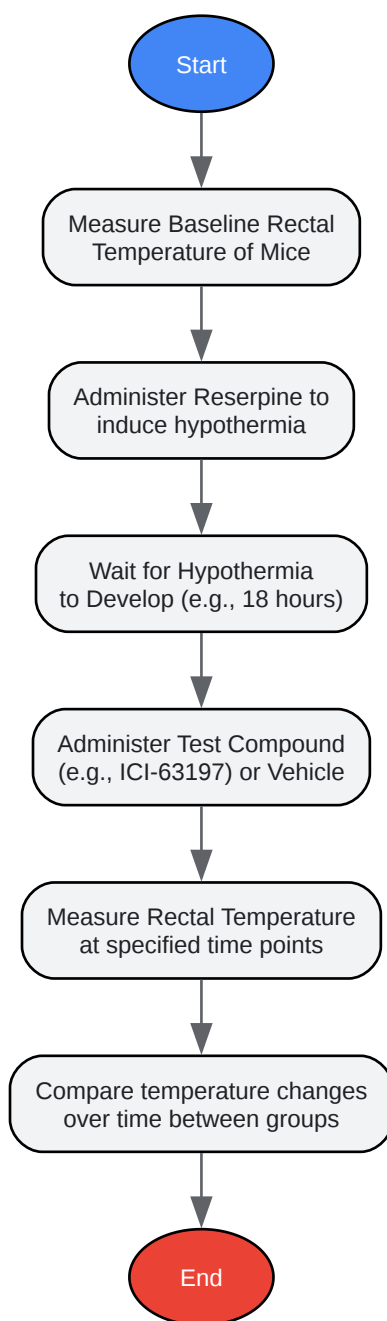 Start
Measure Baseline Rectal
Temperature of Mice
Administer Reserpine to
induce hypothermia
Wait for Hypothermia
to Develop (e.g., 18 hours)
Administer Test Compound
(e.g., ICI-63197) or Vehicle
Measure Rectal Temperature
at specified time points
Compare temperature changes
over time between groups
End